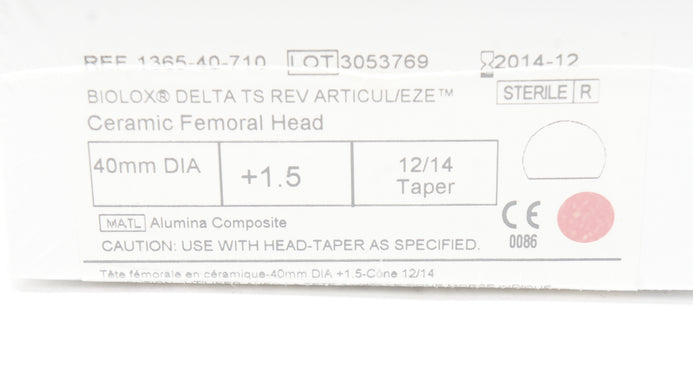 REF 1365-40-710 LOT 3053769 2014-12
BIOLOX® DELTA TS REV ARTICUL/EZE™ STERILE R
Ceramic Femoral Head
40mm DIA +1.5 12/14 Taper
MATL Alumina Composite
CE 0086
CAUTION: USE WITH HEAD-TAPER AS SPECIFIED.
Tête fémorale en céramique-40mm DIA +1.5-Cône 12/14